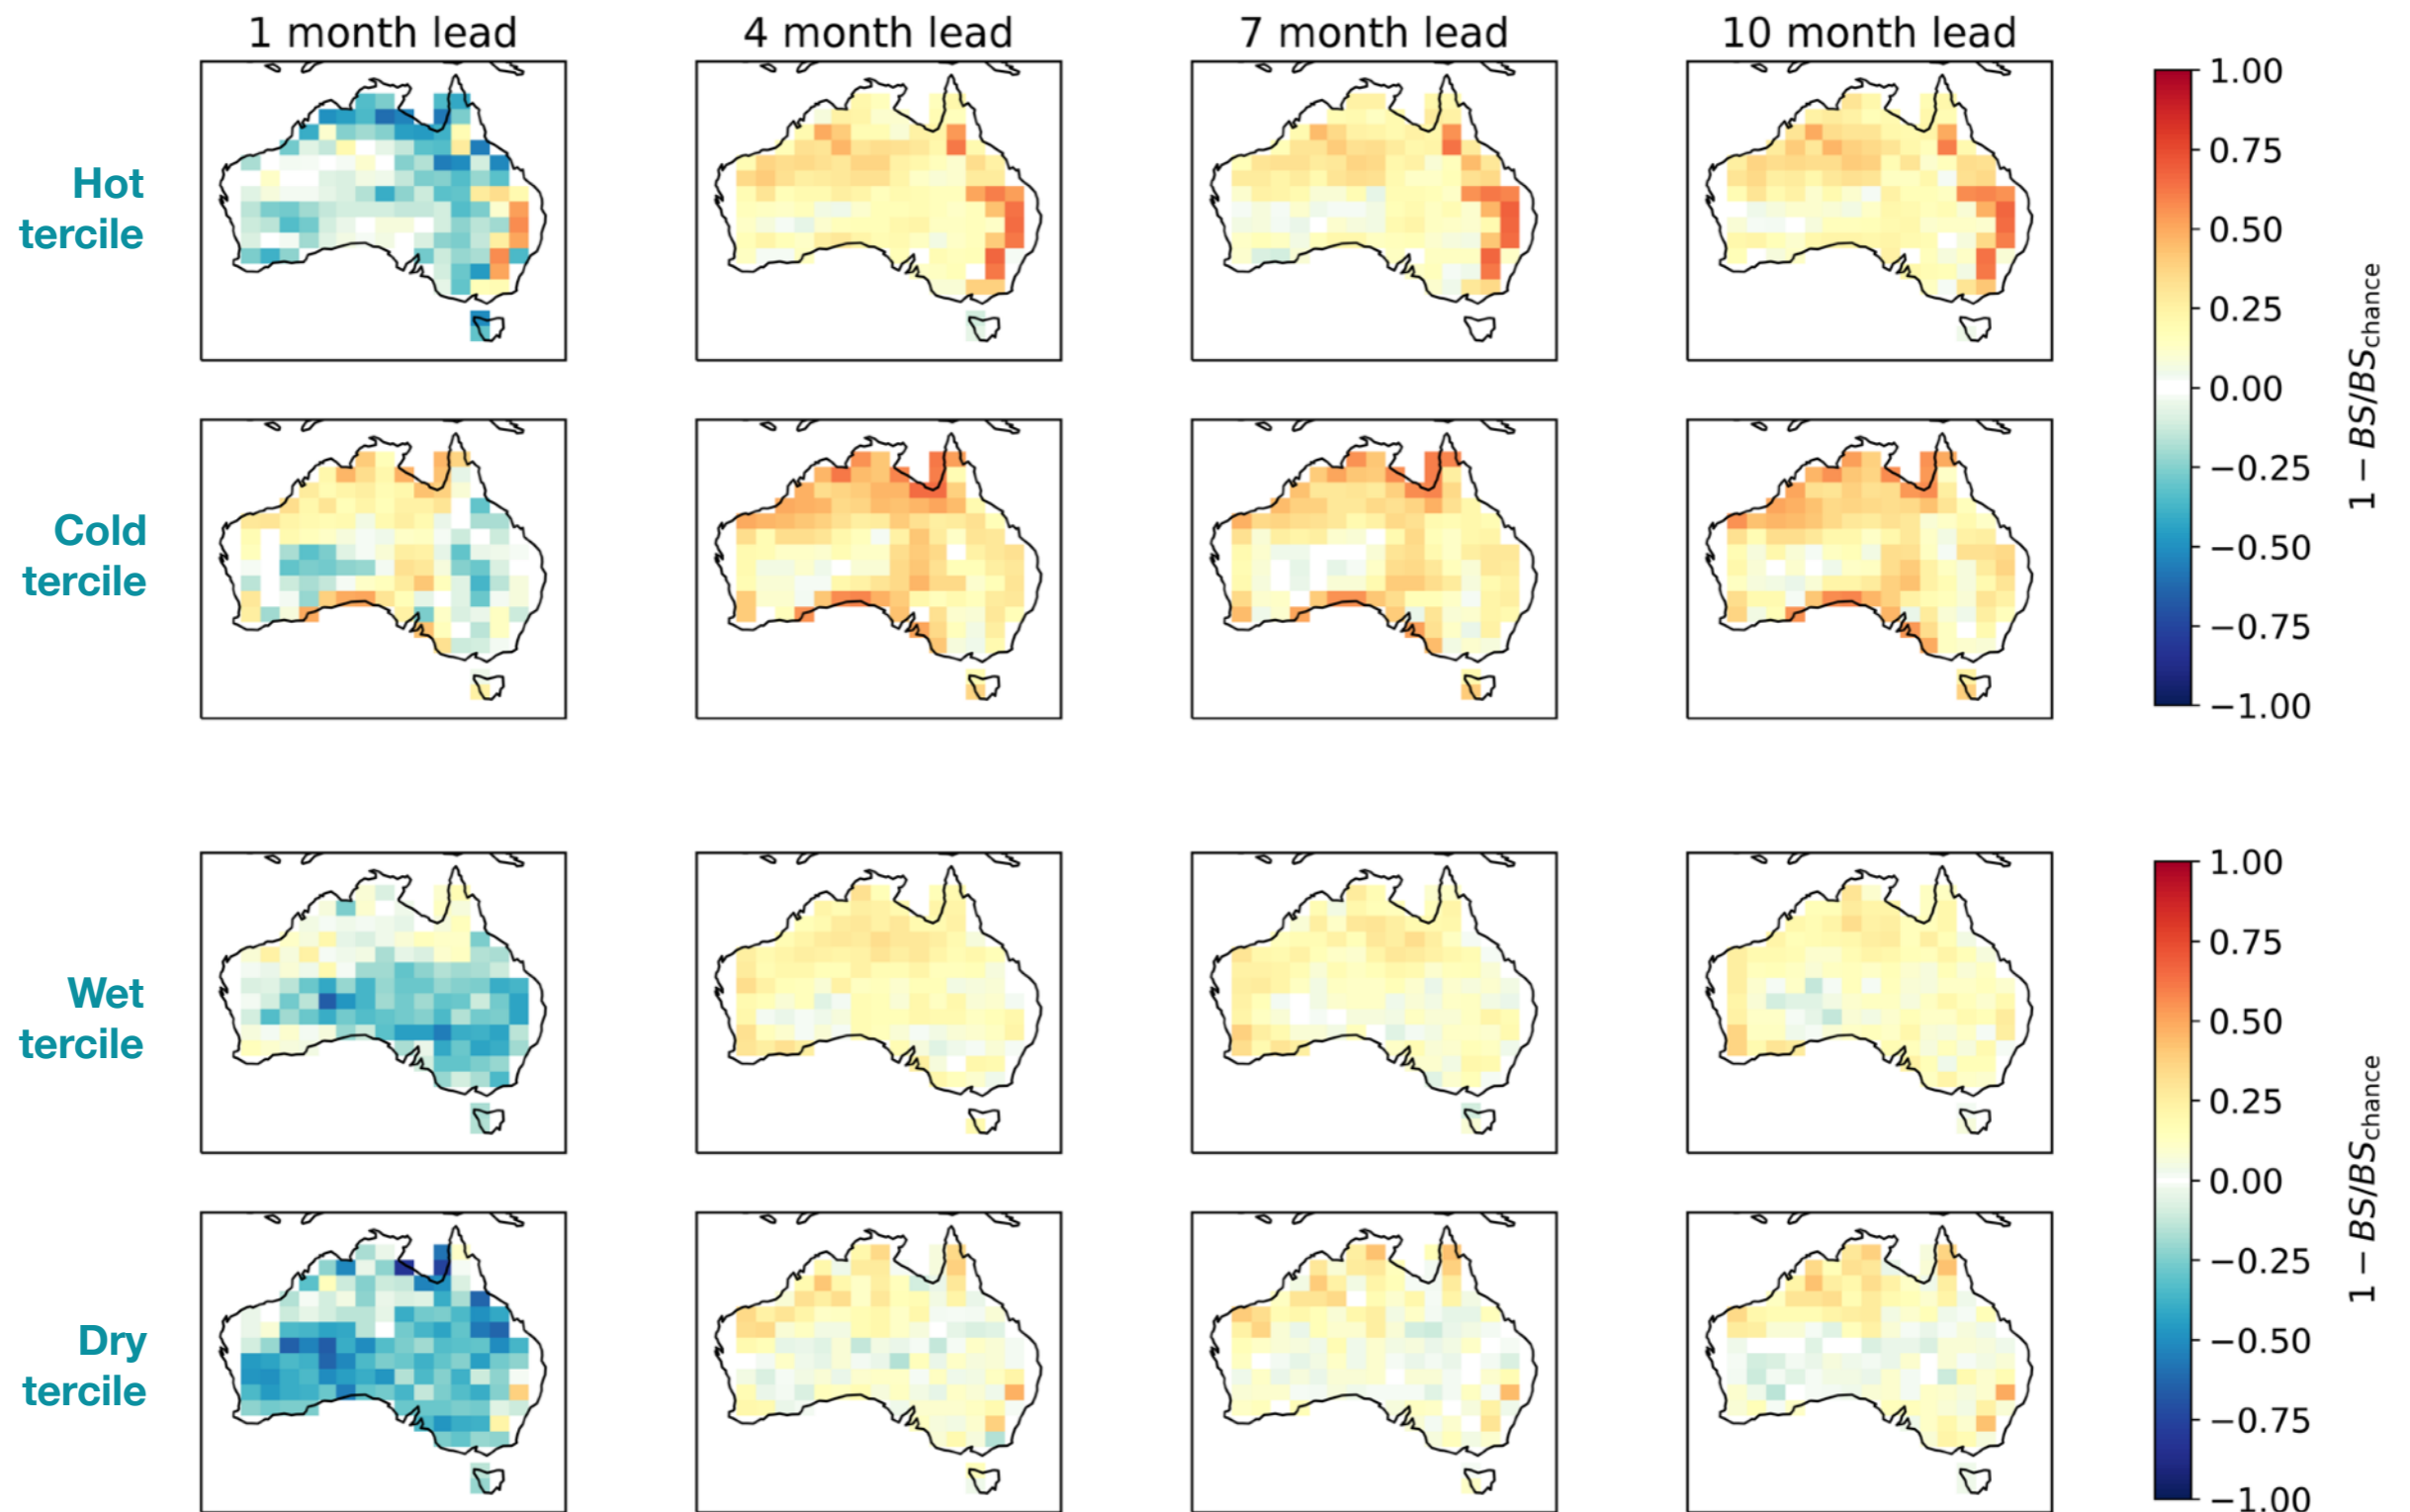 1 month lead 4 month lead 7 month lead 10 month lead
Hot
tercile
1.00
0.75
0.50
0.25
0.00
−0.25
−0.50
−0.75
−1.00
1 − BS/BSchance
Cold
tercile
Wet
tercile
1.00
0.75
0.50
0.25
0.00
−0.25
−0.50
−0.75
−1.00
1 − BS/BSchance
Dry
tercile